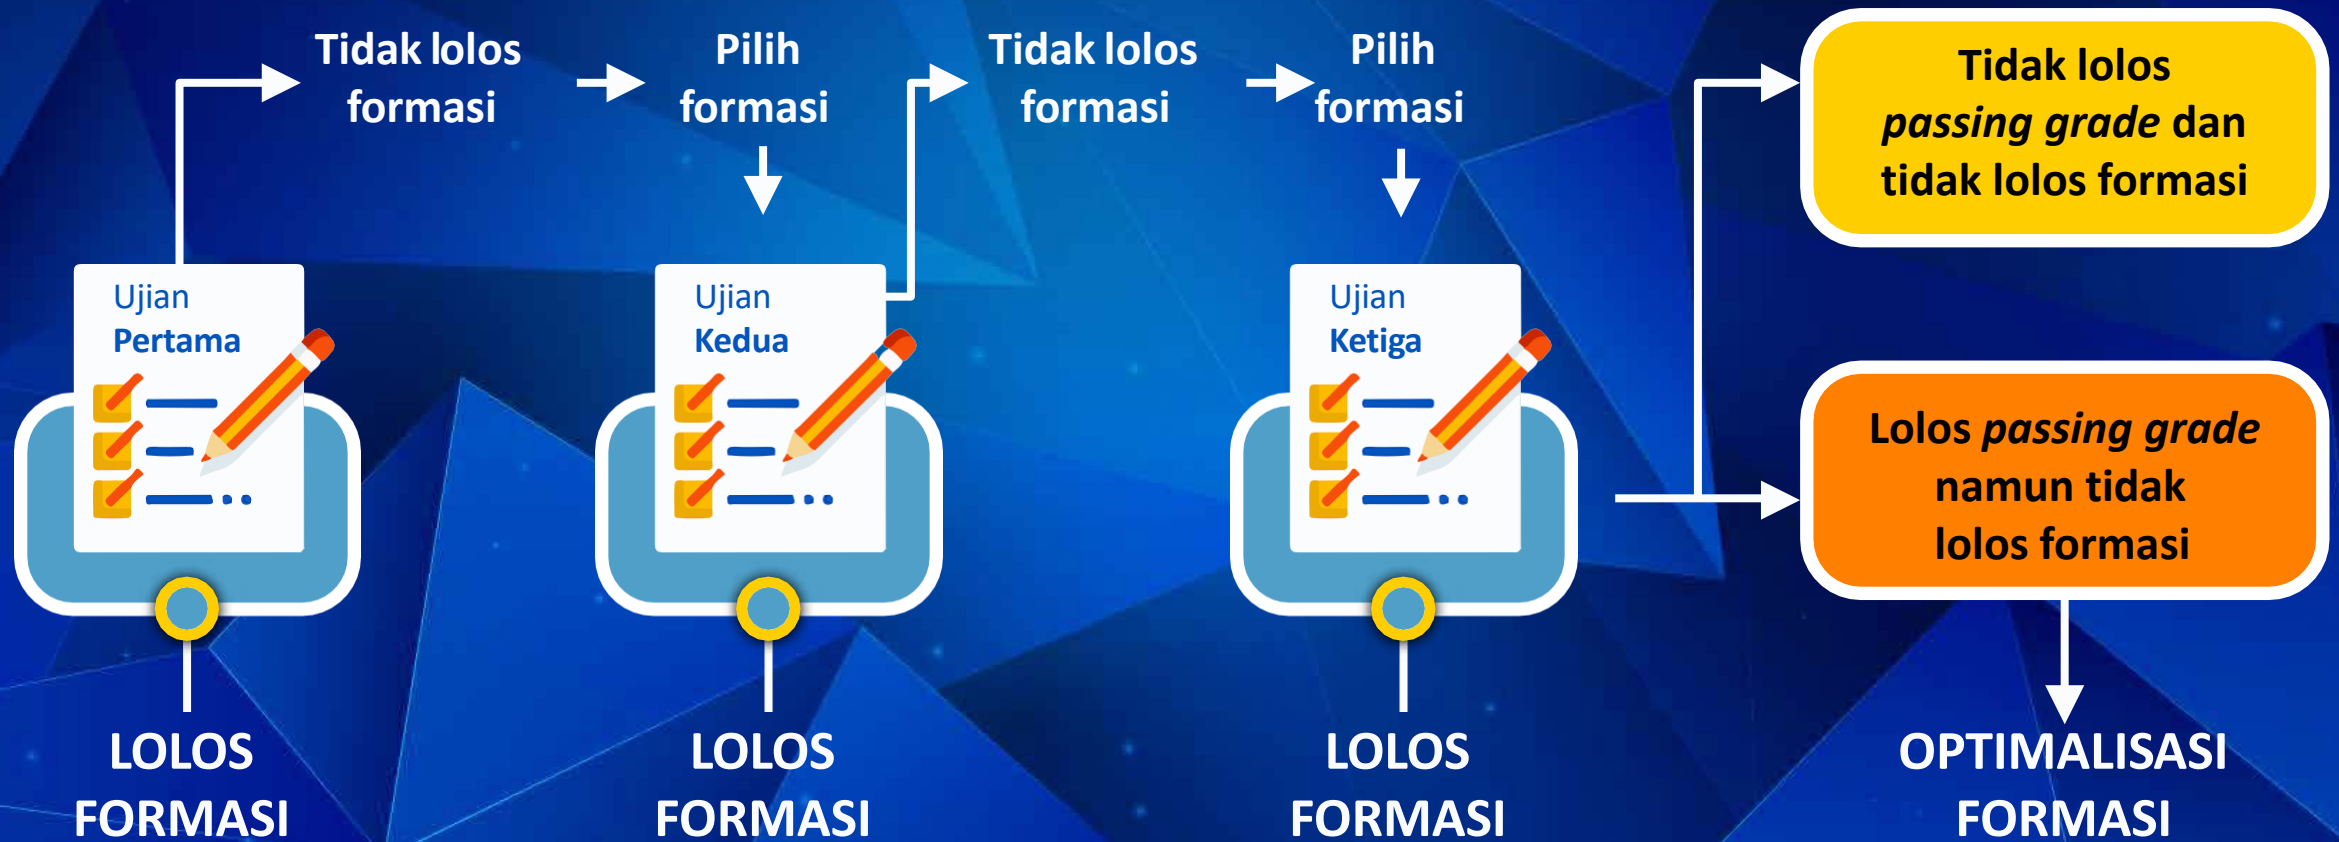 Tidak lolos
formasi
Pilih
formasi
Tidak lolos
formasi
Pilih
formasi
Tidak lolos
passing grade dan
tidak lolos formasi
Ujian
Pertama
Ujian
Kedua
Ujian
Ketiga
Lolos passing grade
namun tidak
lolos formasi
LOLOS
FORMASI
LOLOS
FORMASI
LOLOS
FORMASI
OPTIMALISASI
FORMASI